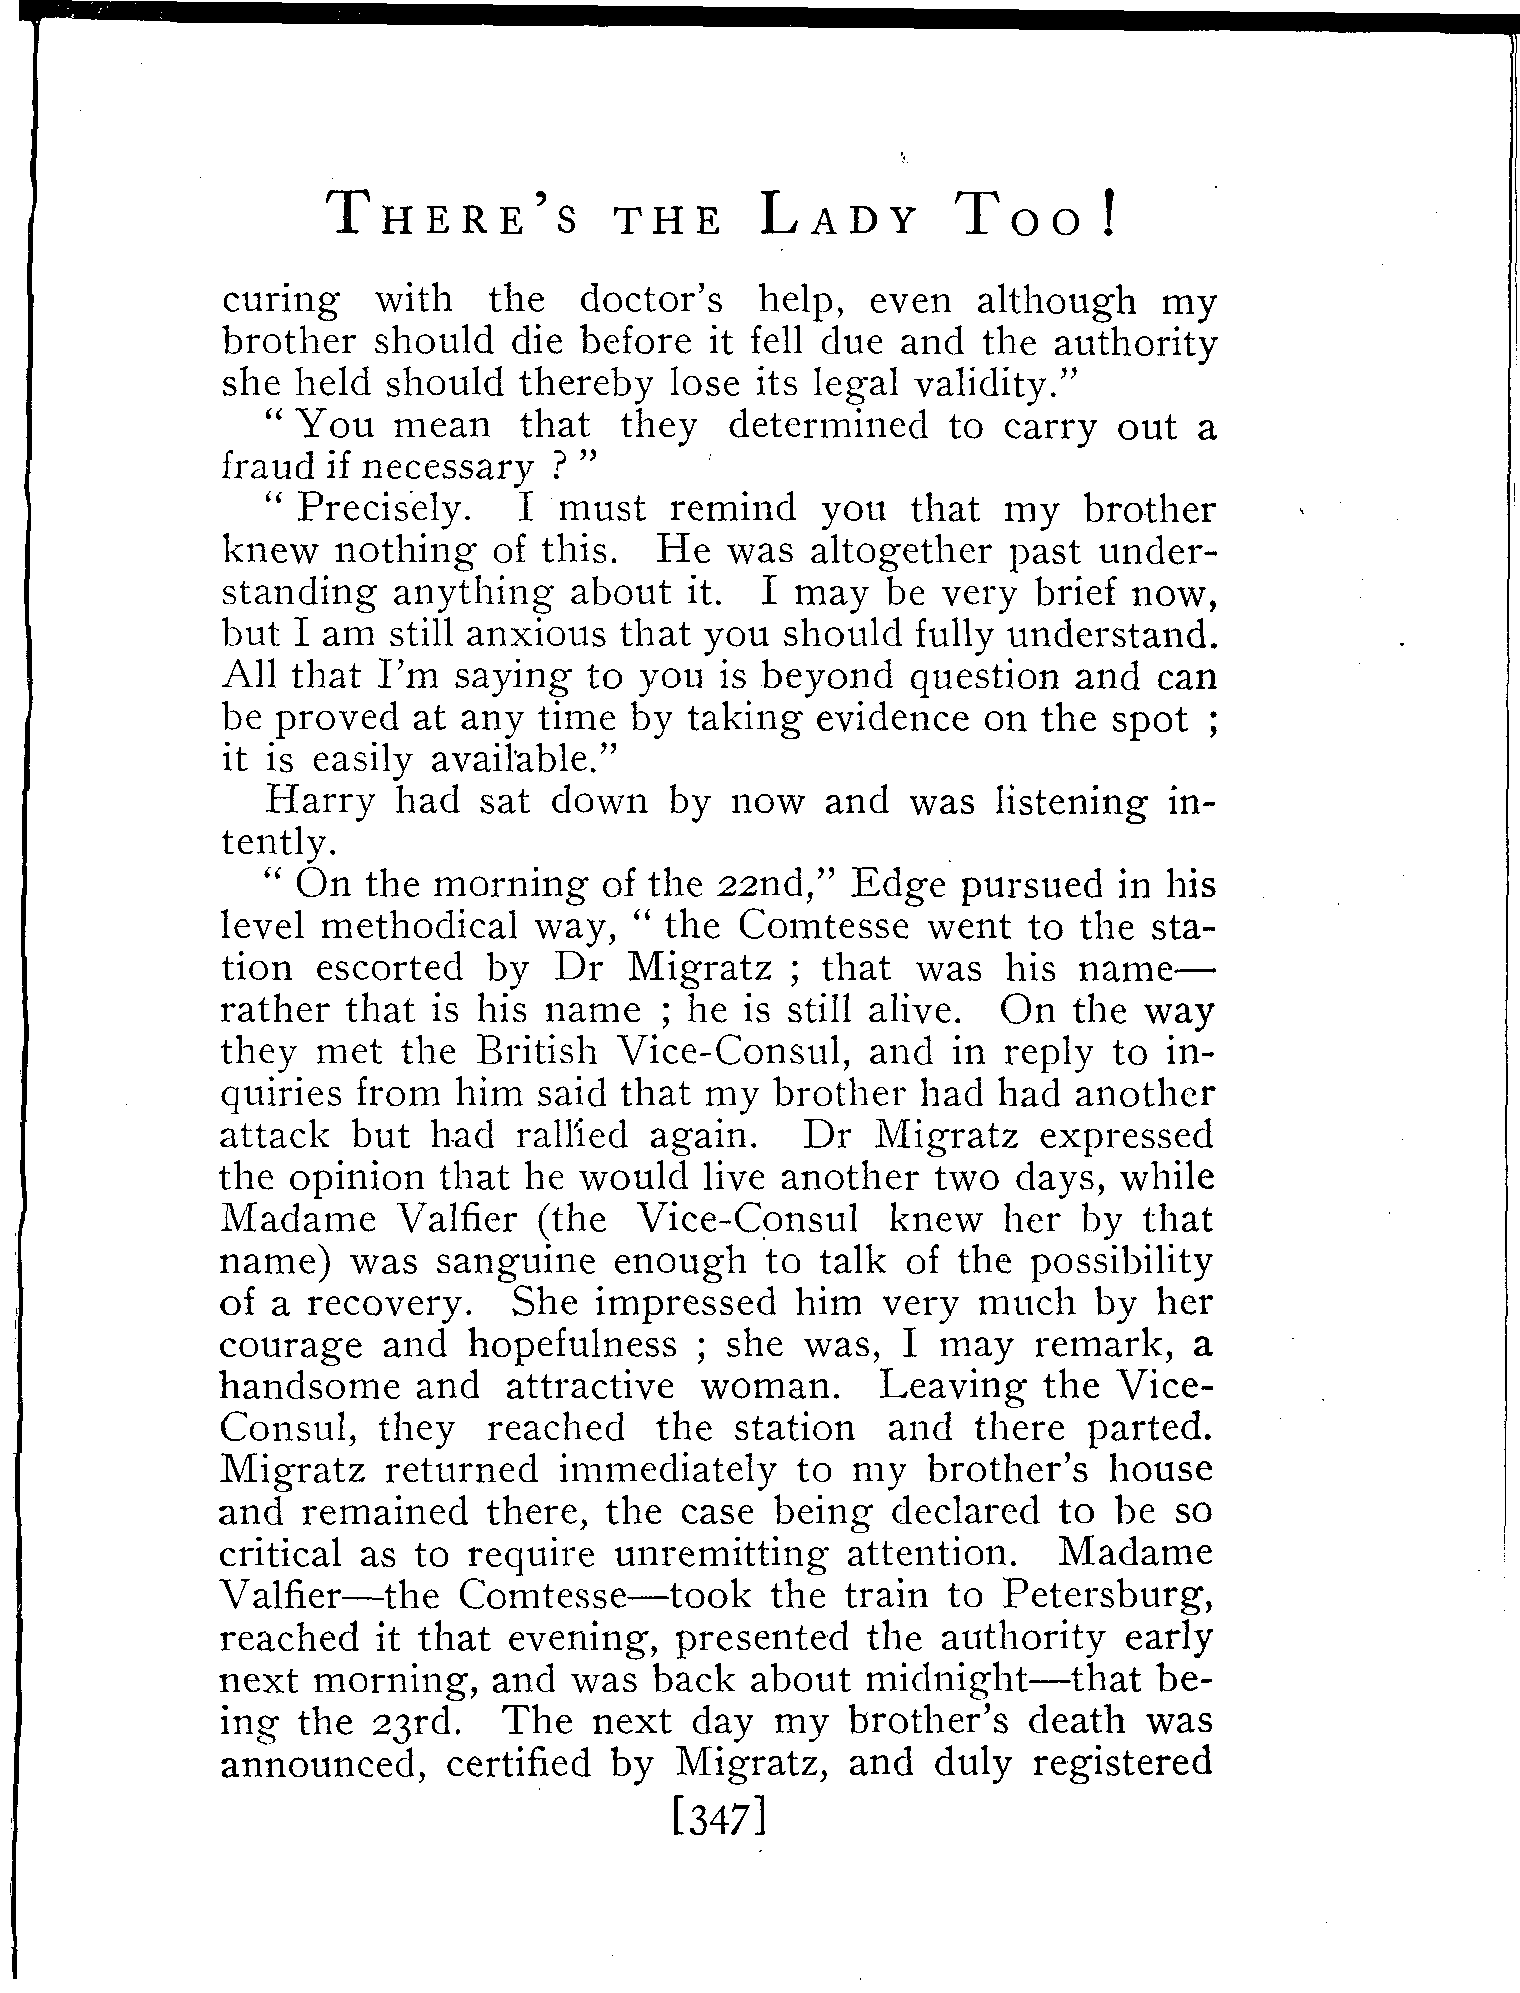 THERE'S THE LADY TOO!
curing with the doctor's help, even although my
brother should die before it fell due and the authority
she held should thereby lose its legal validity.”
“ You mean that they determined to carry out a
fraud if necessary ? ”
“ Precisely. I must remind you that my brother
knew nothing of this. He was altogether past under-
standing anything about it. I may be very brief now,
but I am still anxious that you should fully understand.
All that I'm saying to you is beyond question and can
be proved at any time by taking evidence on the spot ;
it is easily available.”
Harry had sat down by now and was listening in-
tently.
“ On the morning of the 22nd,” Edge pursued in his
level methodical way, “ the Comtesse went to the sta-
tion escorted by Dr Migratz ; that was his name—
rather that is his name ; he is still alive. On the way
they met the British Vice-Consul, and in reply to in-
quiries from him said that my brother had had another
attack but had rallied again. Dr Migratz expressed
the opinion that he would live another two days, while
Madame Valfier (the Vice-Consul knew her by that
name) was sanguine enough to talk of the possibility
of a recovery. She impressed him very much by her
courage and hopefulness ; she was, I may remark, a
handsome and attractive woman. Leaving the Vice-
Consul, they reached the station and there parted.
Migratz returned immediately to my brother's house
and remained there, the case being declared to be so
critical as to require unremitting attention. Madame
Valfier—the Comtesse—took the train to Petersburg,
reached it that evening, presented the authority early
next morning, and was back about midnight—that be-
ing the 23rd. The next day my brother's death was
announced, certified by Migratz, and duly registered
[347]